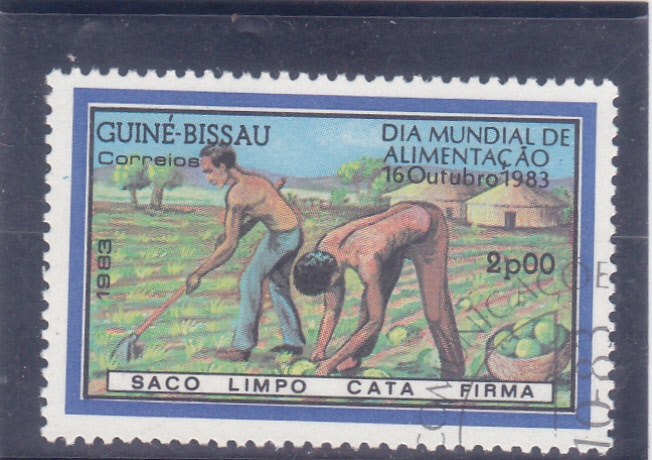 GUINÉ-BISSAU
Correios
DIA MUNDIAL DE
ALIMENTAÇÃO
16 Outubro 1983
1983
2p00
SACO LIMPO CATA FIRMA